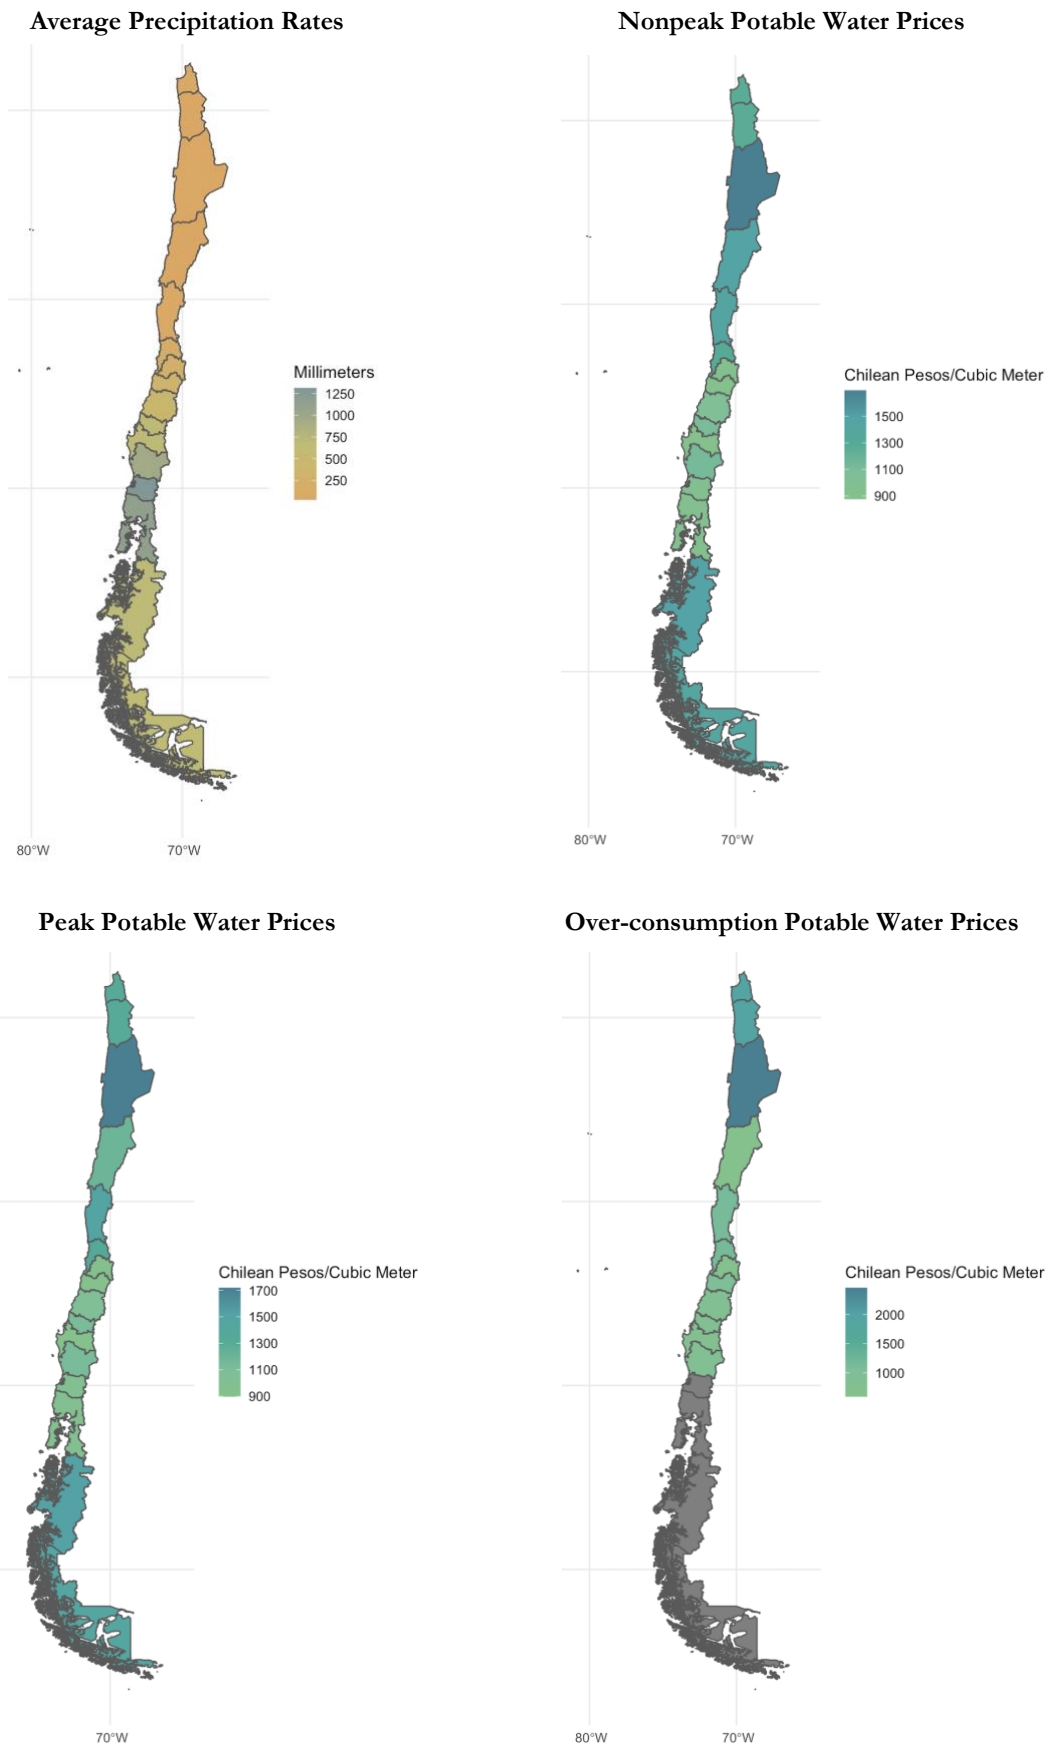 Average Precipitation Rates
Nonpeak Potable Water Prices
Millimeters
1250
1000
750
500
250
80°W
70°W
Chilean Pesos/Cubic Meter
1500
1300
1100
900
80°W
70°W
Peak Potable Water Prices
Over-consumption Potable Water Prices
Chilean Pesos/Cubic Meter
1700
1500
1300
1100
900
70°W
Chilean Pesos/Cubic Meter
2000
1500
1000
80°W
70°W